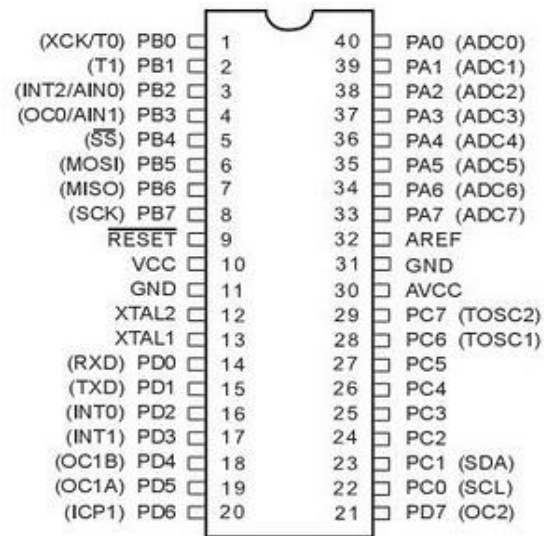 (XCK/T0) PB0 1 40 PA0 (ADC0)
(T1) PB1 2 39 PA1 (ADC1)
(INT2/AIN0) PB2 3 38 PA2 (ADC2)
(OC0/AIN1) PB3 4 37 PA3 (ADC3)
(SS) PB4 5 36 PA4 (ADC4)
(MOSI) PB5 6 35 PA5 (ADC5)
(MISO) PB6 7 34 PA6 (ADC6)
(SCK) PB7 8 33 PA7 (ADC7)
RESET 9 32 AREF
VCC 10 31 GND
GND 11 30 AVCC
XTAL2 12 29 PC7 (TOSC2)
XTAL1 13 28 PC6 (TOSC1)
(RXD) PD0 14 27 PC5
(TXD) PD1 15 26 PC4
(INT0) PD2 16 25 PC3
(INT1) PD3 17 24 PC2
(OC1B) PD4 18 23 PC1 (SDA)
(OC1A) PD5 19 22 PC0 (SCL)
(ICP1) PD6 20 21 PD7 (OC2)